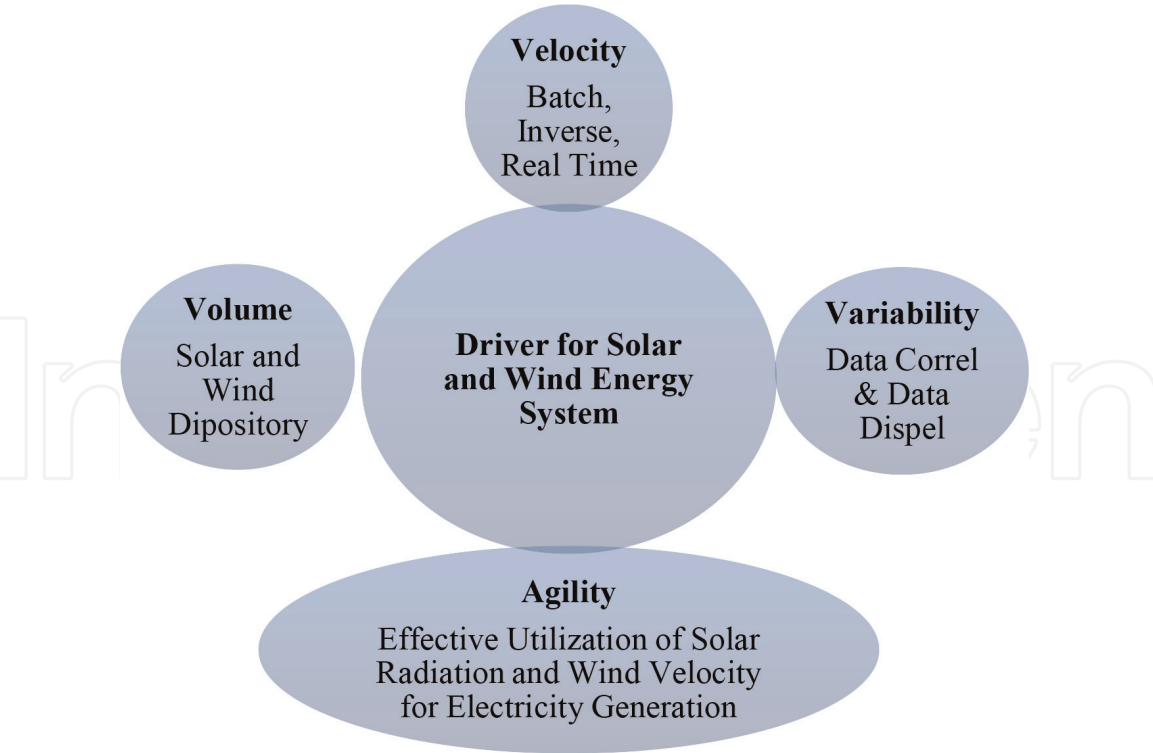 Velocity
Batch,
Inverse,
Real Time
Volume
Solar and
Wind
Dipository
Driver for Solar
and Wind Energy
System
Variability
Data Correl
& Data
Dispel
Agility
Effective Utilization of Solar
Radiation and Wind Velocity
for Electricity Generation